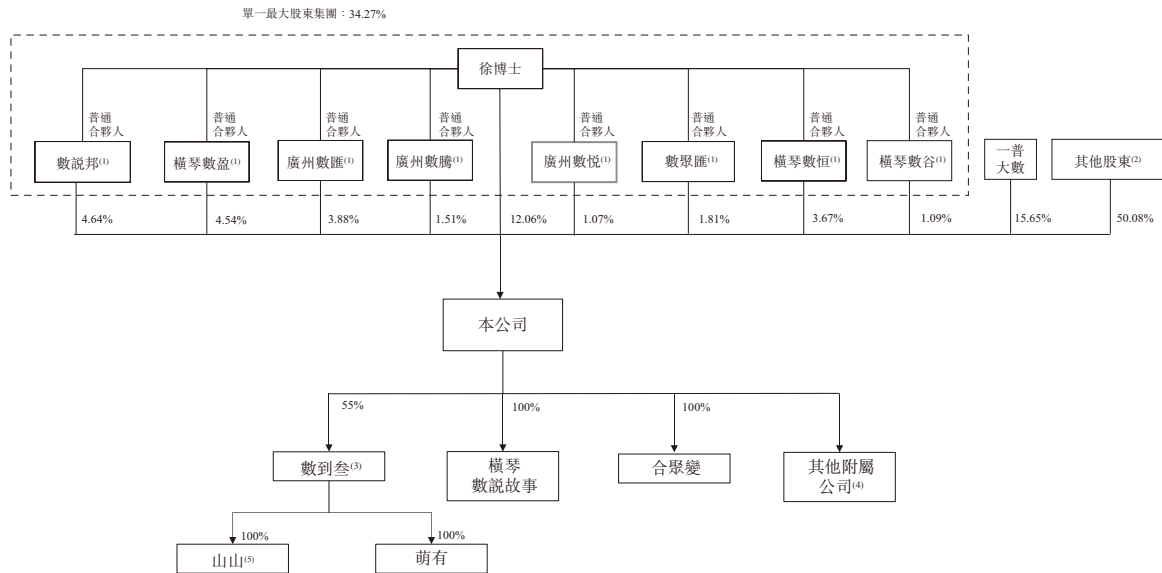 單一最大股東集團：34.27%
徐博士
普通
合夥人
普通
合夥人
普通
合夥人
普通
合夥人
普通
合夥人
普通
合夥人
普通
合夥人
普通
合夥人
數説邦(1)
橫琴數盈(1)
廣州數匯(1)
廣州數騰(1)
廣州數悦(1)
數聚匯(1)
橫琴數恒(1)
橫琴數谷(1)
一普
大數
其他股東(2)
4.64%
4.54%
3.88%
1.51%
12.06%
1.07%
1.81%
3.67%
1.09%
15.65%
50.08%
本公司
55%
100%
100%
數到叁(3)
橫琴
數説故事
合聚變
其他附屬
公司(4)
100%
100%
山山(5)
萌有